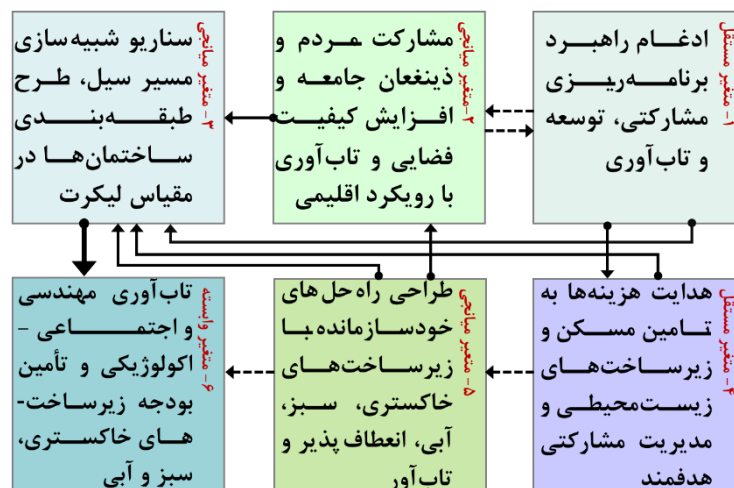 ۱- متغیر مستقل
ادغام راهبرد
برنامه‌ریزی
مشارکتی، توسعه
و تاب‌آوری
۲- متغیر میانجی
مشارکت مردم و
ذینغعان جامعه و
افزایش کیفیت
فضایی و تاب‌آوری
با رویکرد اقلیمی
۳- متغیر میانجی
سناریو شبیه‌سازی
مسیر سیل، طرح
طبقه‌بندی
ساختمان‌ها در
مقیاس لیکرت
۴- متغیر مستقل
هدایت هزینه‌ها به
تامین مسکن و
زیرساخت‌های
زیست‌محیطی و
مدیریت مشارکتی
هدفمند
۵- متغیر میانجی
طراحی راه‌حل‌های
خودسازمانده با
زیرساخت‌های
خاکستری، سبز،
آبی، انعطاف‌پذیر و
تاب‌آور
۶- متغیر وابسته
تاب‌آوری مهندسی
و اجتماعی -
اکولوژیکی و تأمین
بودجه زیرساخت-
های خاکستری،
سبز و آبی